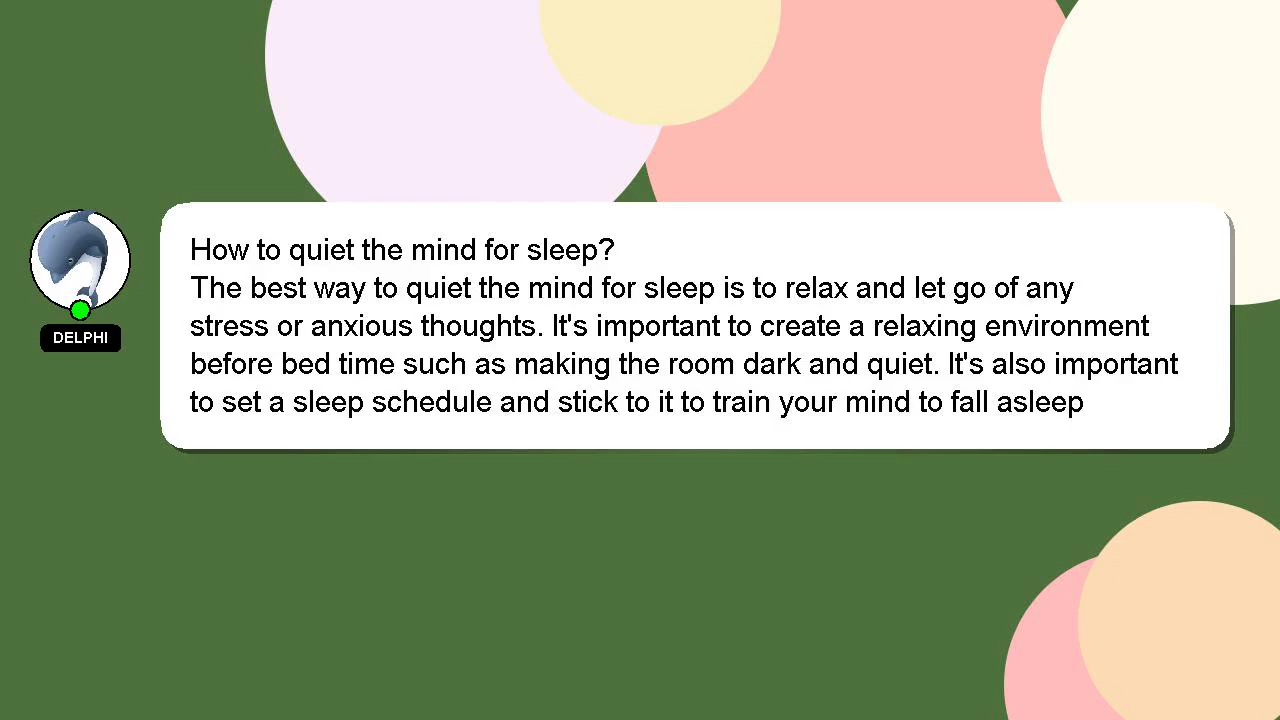 How to quiet the mind for sleep?
The best way to quiet the mind for sleep is to relax and let go of any
stress or anxious thoughts. It's important to create a relaxing environment
before bed time such as making the room dark and quiet. It's also important
to set a sleep schedule and stick to it to train your mind to fall asleep
DELPHI